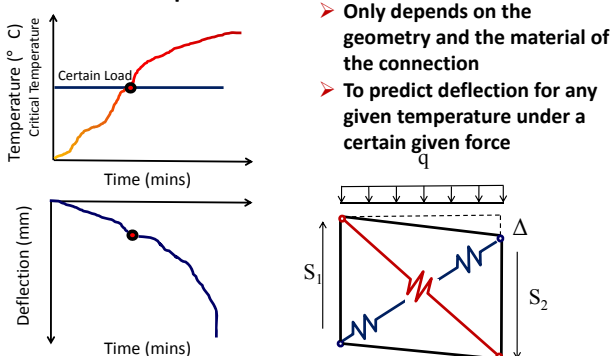 Temperature (° C)
Critical Temperature
Certain Load
Time (mins)
Deflection (mm)
Time (mins)
➤ Only depends on the
geometry and the material of
the connection
➤ To predict deflection for any
given temperature under a
certain given force
q
Δ
S1
S2